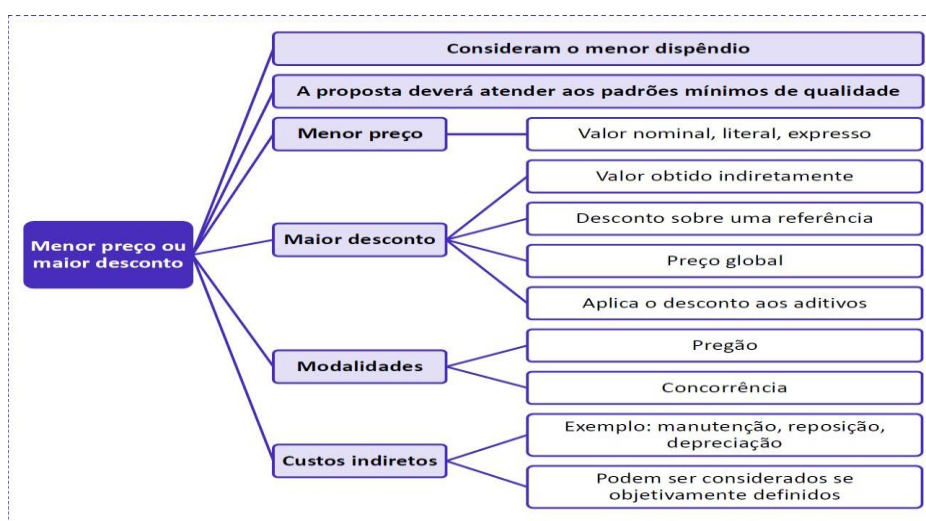 Menor preço ou
maior desconto
Consideram o menor dispêndio
A proposta deverá atender aos padrões mínimos de qualidade
Menor preço
Valor nominal, literal, expresso
Maior desconto
Valor obtido indiretamente
Desconto sobre uma referência
Preço global
Aplica o desconto aos aditivos
Modalidades
Pregão
Concorrência
Custos indiretos
Exemplo: manutenção, reposição,
depreciação
Podem ser considerados se
objetivamente definidos